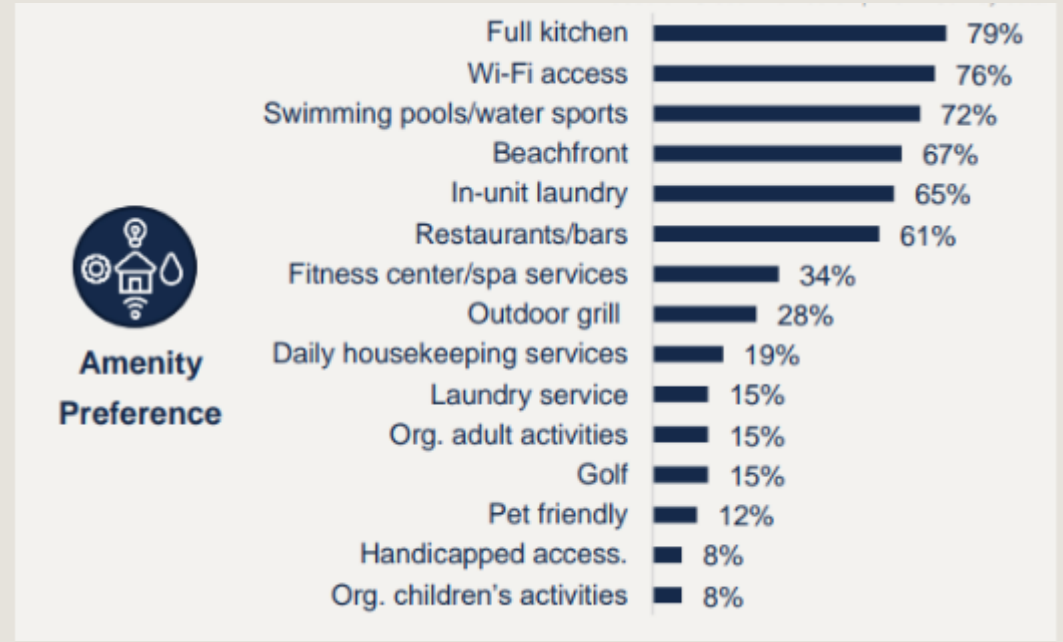 Full kitchen 79%
Wi-Fi access 76%
Swimming pools/water sports 72%
Beachfront 67%
In-unit laundry 65%
Restaurants/bars 61%
Fitness center/spa services 34%
Outdoor grill 28%
Daily housekeeping services 19%
Laundry service 15%
Org. adult activities 15%
Golf 15%
Pet friendly 12%
Handicapped access. 8%
Org. children's activities 8%
Amenity
Preference